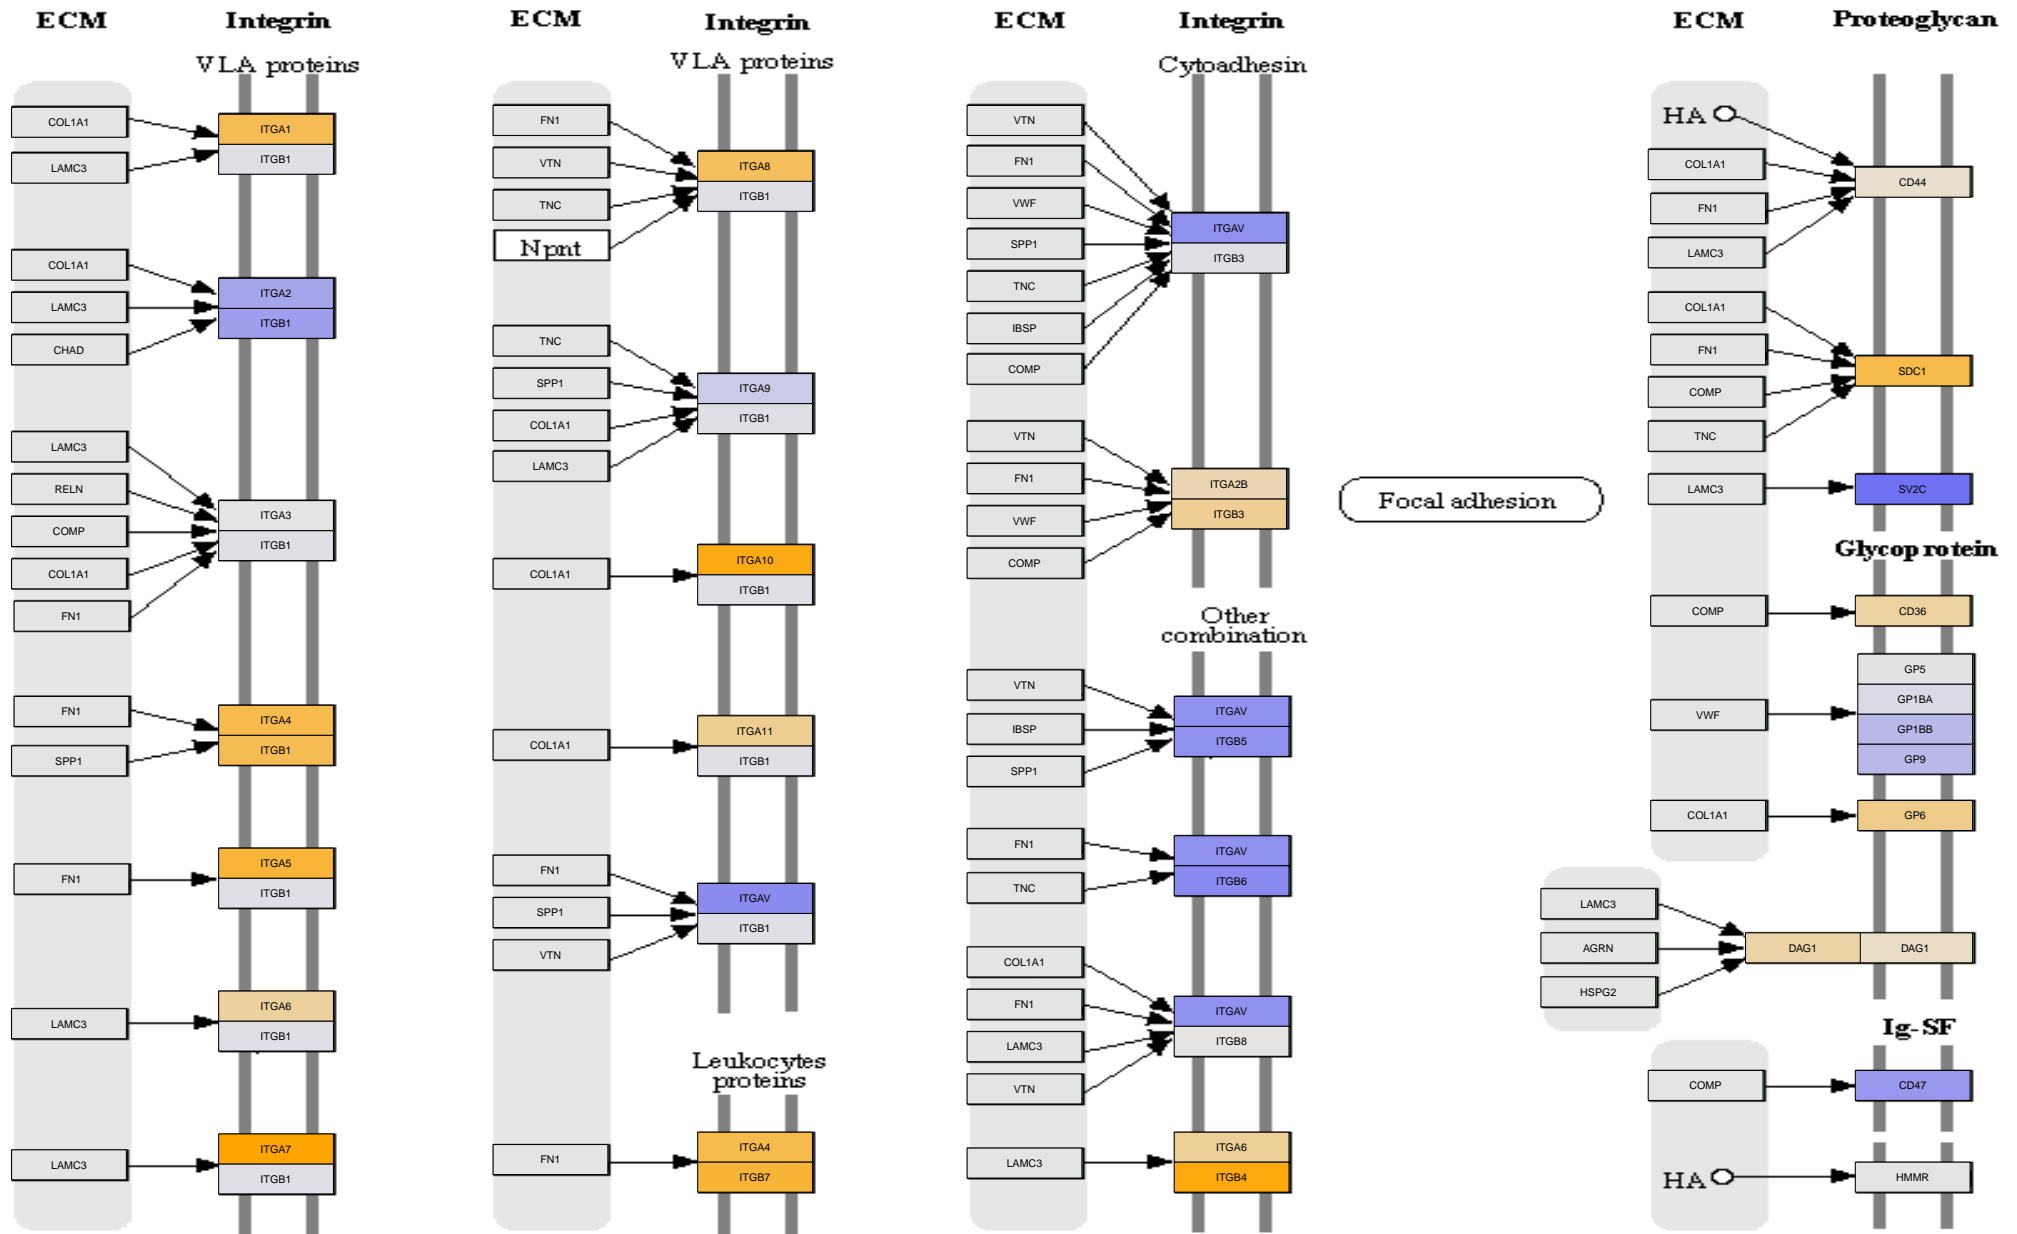 ECM
Integrin
VLA proteins
COL1A1
LAMC3
ITGA1
ITGB1
COL1A1
LAMC3
CHAD
ITGA2
ITGB1
LAMC3
RELN
COMP
COL1A1
FN1
ITGA3
ITGB1
FN1
SPP1
ITGA4
ITGB1
FN1
ITGA5
ITGB1
LAMC3
ITGA6
ITGB1
LAMC3
ITGA7
ITGB1
ECM
Integrin
VLA proteins
FN1
VTN
TNC
Npnt
ITGA8
ITGB1
TNC
SPP1
COL1A1
LAMC3
ITGA9
ITGB1
COL1A1
ITGA10
ITGB1
COL1A1
ITGA11
ITGB1
FN1
SPP1
VTN
ITGAV
ITGB1
Leukocytes
proteins
FN1
ITGA4
ITGB7
ECM
Integrin
Cytoadhesin
VTN
FN1
VWF
SPP1
TNC
IBSP
COMP
ITGAV
ITGB3
VTN
FN1
VWF
COMP
ITGA2B
ITGB3
Other
combination
VTN
IBSP
SPP1
ITGAV
ITGB5
FN1
TNC
ITGAV
ITGB6
COL1A1
FN1
LAMC3
VTN
ITGAV
ITGB8
LAMC3
ITGA6
ITGB4
Focal adhesion
ECM
Proteoglycan
HA
COL1A1
FN1
LAMC3
CD44
COL1A1
FN1
COMP
TNC
SDC1
LAMC3
SV2C
Glycoprotein
COMP
CD36
VWF
GP5
GP1BA
GP1BB
GP9
COL1A1
GP6
LAMC3
AGRN
HSPG2
DAG1
DAG1
Ig-SF
COMP
CD47
HA
HMMR